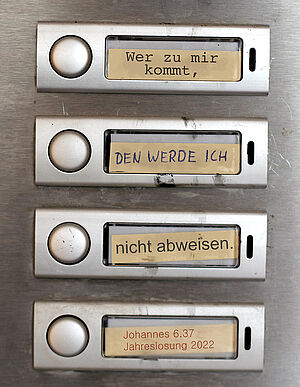 Wer zu mir
kommt,
DEN WERDE ICH
nicht abweisen.
Johannes 6.37
Jahreslosung 2022